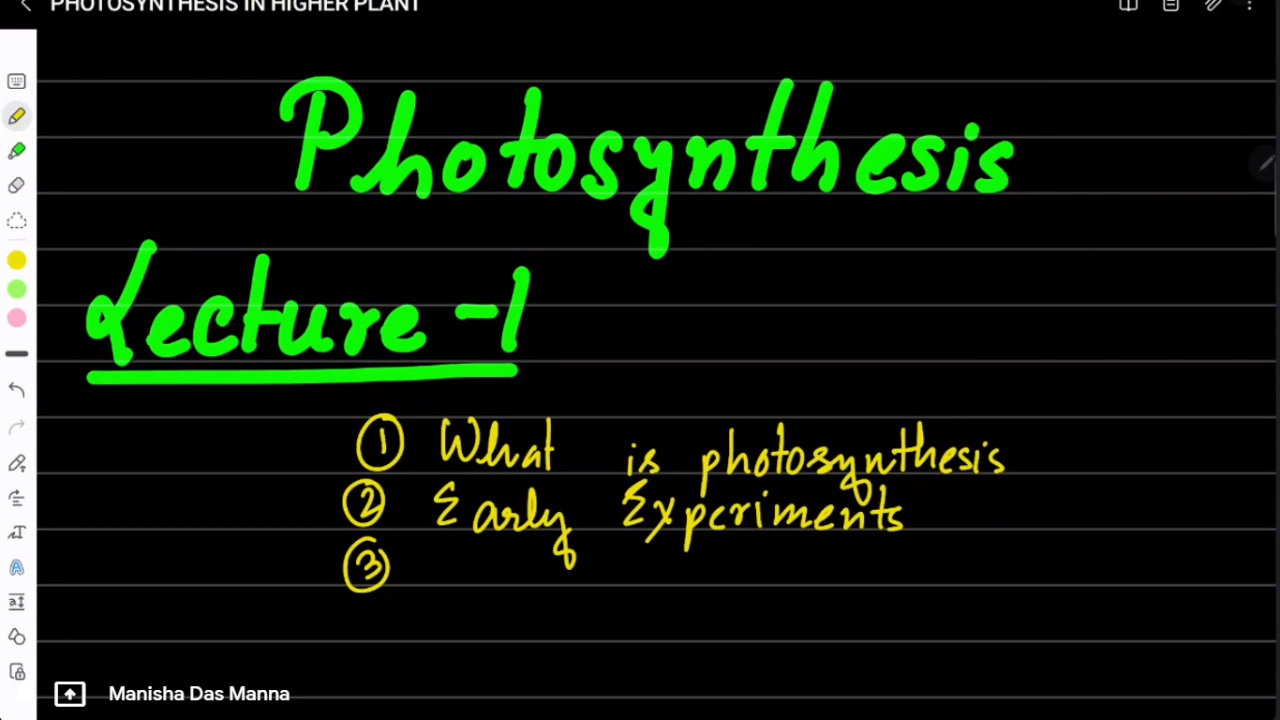 PHOTOSYNTHESIS IN HIGHER PLANT
Photosynthesis
Lecture -1
① What is photosynthesis
② Early Experiments
③
Manisha Das Manna